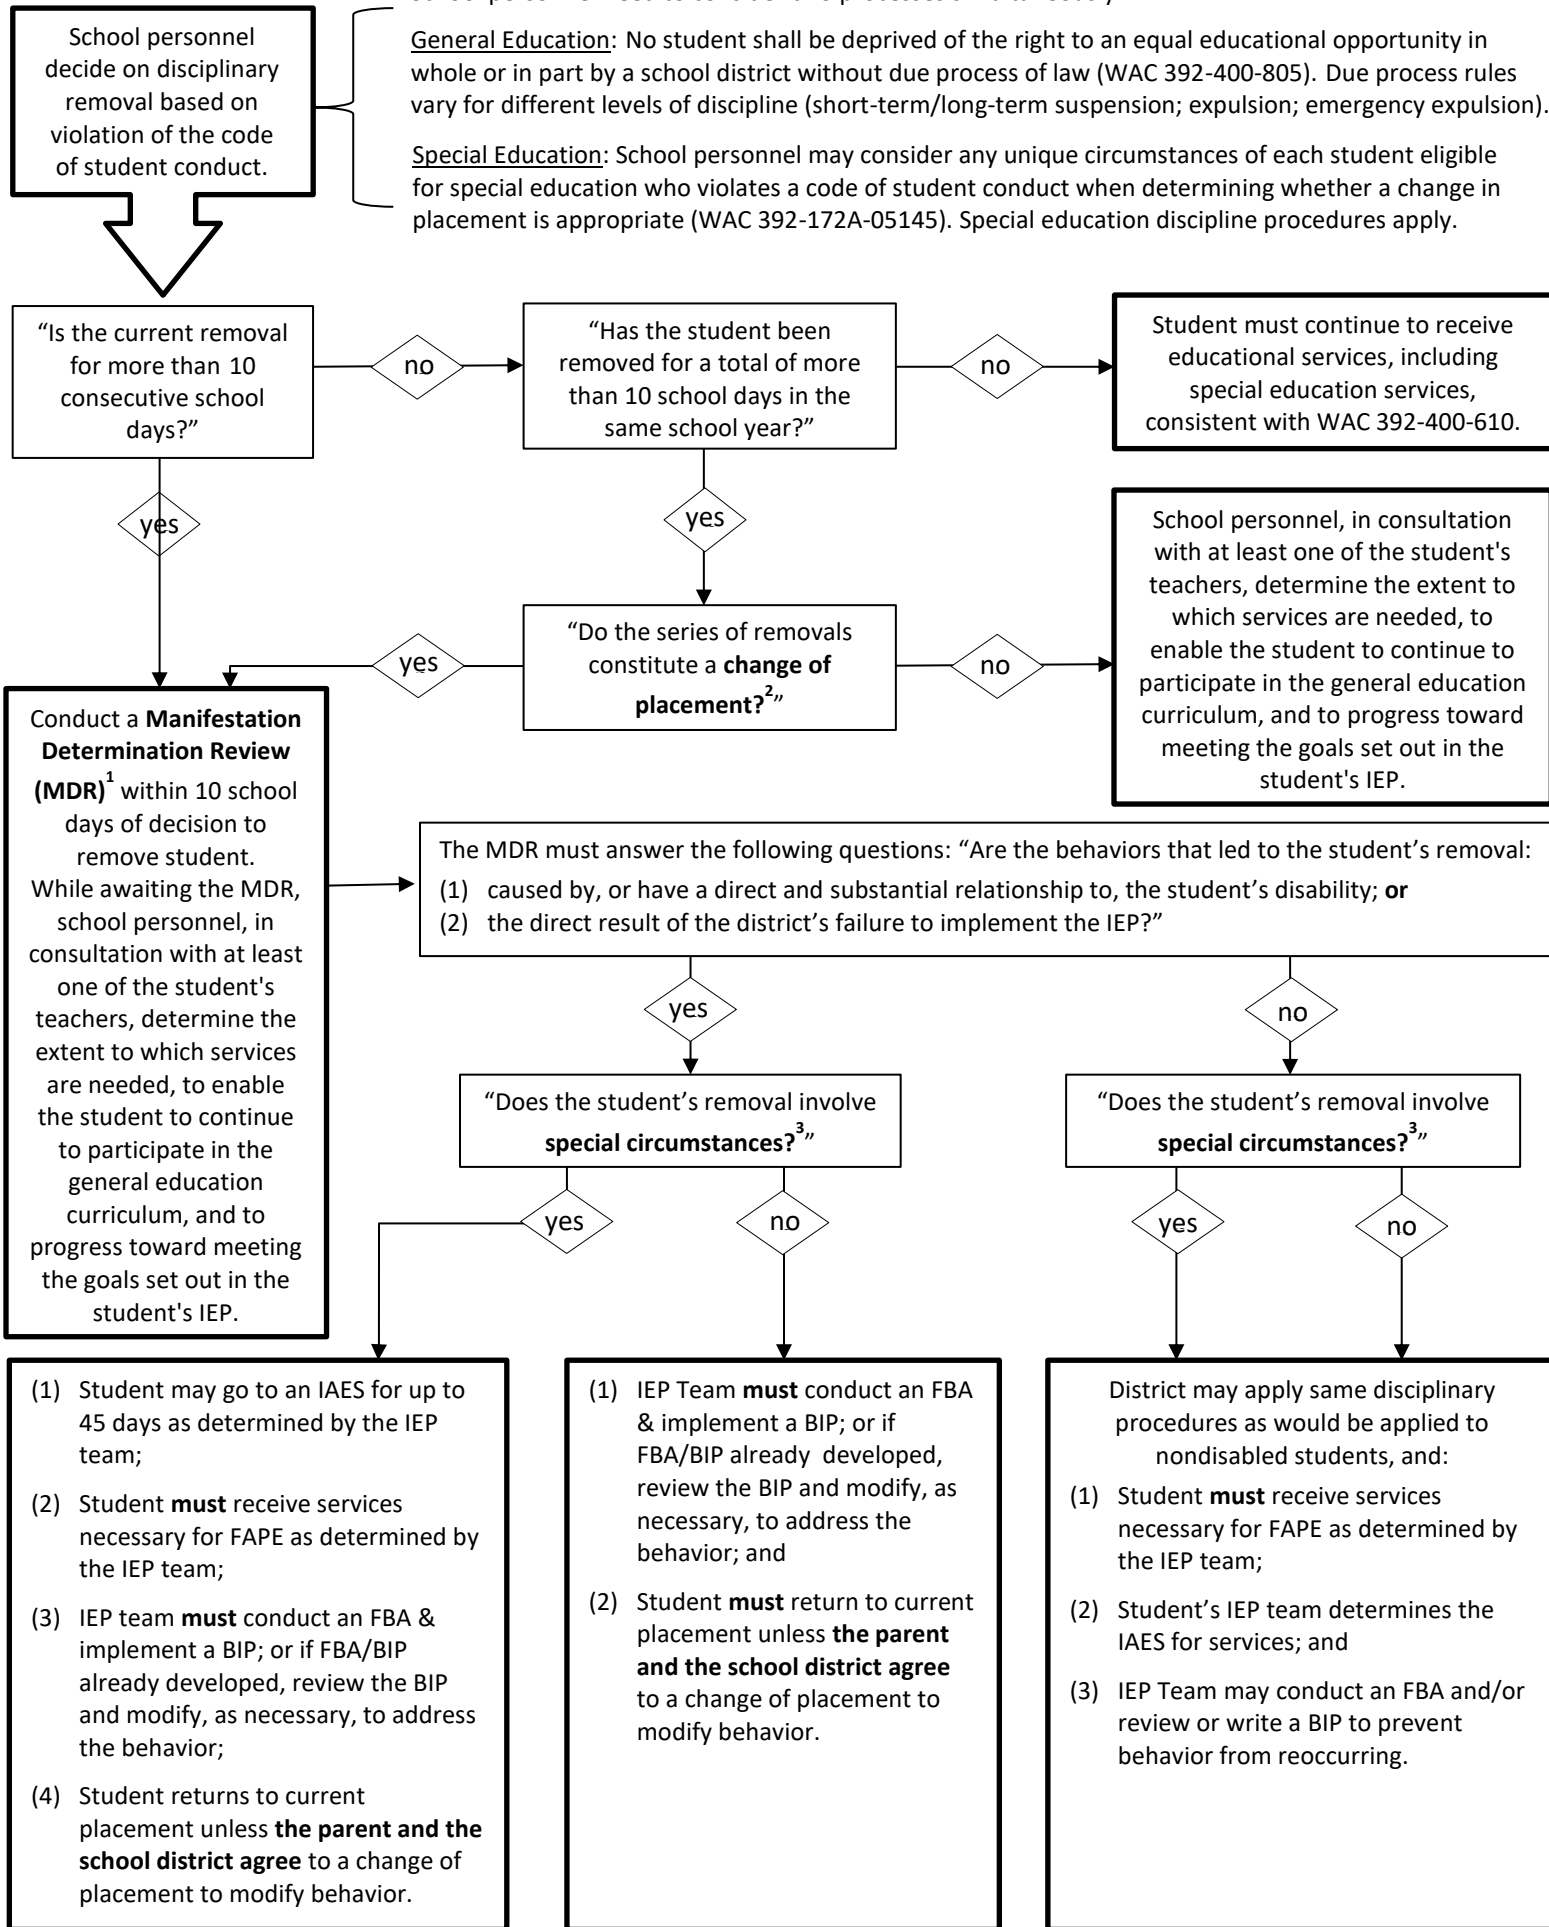 School personnel
decide on disciplinary
removal based on
violation of the code
of student conduct.
General Education: No student shall be deprived of the right to an equal educational opportunity in
whole or in part by a school district without due process of law (WAC 392-400-805). Due process rules
vary for different levels of discipline (short-term/long-term suspension; expulsion; emergency expulsion).
Special Education: School personnel may consider any unique circumstances of each student eligible
for special education who violates a code of student conduct when determining whether a change in
placement is appropriate (WAC 392-172A-05145). Special education discipline procedures apply.
“Is the current removal
for more than 10
consecutive school
days?”
no
“Has the student been
removed for a total of more
than 10 school days in the
same school year?”
no
Student must continue to receive
educational services, including
special education services,
consistent with WAC 392-400-610.
yes
yes
School personnel, in consultation
with at least one of the student's
teachers, determine the extent to
which services are needed, to
enable the student to continue to
participate in the general education
curriculum, and to progress toward
meeting the goals set out in the
student's IEP.
“Do the series of removals
constitute a change of
placement?2”
yes
no
Conduct a Manifestation
Determination Review
(MDR)1 within 10 school
days of decision to
remove student.
While awaiting the MDR,
school personnel, in
consultation with at least
one of the student's
teachers, determine the
extent to which services
are needed, to enable
the student to continue
to participate in the
general education
curriculum, and to
progress toward meeting
the goals set out in the
student's IEP.
The MDR must answer the following questions: “Are the behaviors that led to the student’s removal:
(1) caused by, or have a direct and substantial relationship to, the student’s disability; or
(2) the direct result of the district’s failure to implement the IEP?”
yes
no
“Does the student’s removal involve
special circumstances?3”
“Does the student’s removal involve
special circumstances?3”
yes
no
yes
no
(1) Student may go to an IAES for up to
45 days as determined by the IEP
team;
(2) Student must receive services
necessary for FAPE as determined by
the IEP team;
(3) IEP team must conduct an FBA &
implement a BIP; or if FBA/BIP
already developed, review the BIP
and modify, as necessary, to address
the behavior;
(4) Student returns to current
placement unless the parent and the
school district agree to a change of
placement to modify behavior.
(1) IEP Team must conduct an FBA
& implement a BIP; or if
FBA/BIP already developed,
review the BIP and modify, as
necessary, to address the
behavior; and
(2) Student must return to current
placement unless the parent
and the school district agree
to a change of placement to
modify behavior.
District may apply same disciplinary
procedures as would be applied to
nondisabled students, and:
(1) Student must receive services
necessary for FAPE as determined by
the IEP team;
(2) Student’s IEP team determines the
IAES for services; and
(3) IEP Team may conduct an FBA and/or
review or write a BIP to prevent
behavior from reoccurring.